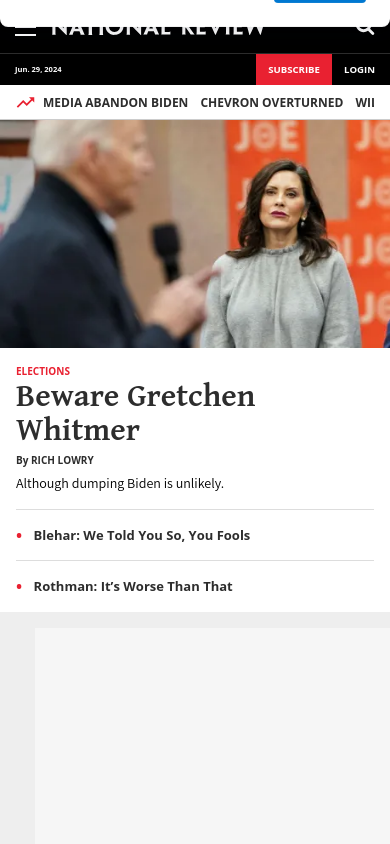 NATIONAL REVIEW
Jun. 29, 2024
SUBSCRIBE
LOGIN
MEDIA ABANDON BIDEN CHEVRON OVERTURNED WII
JOE
ELECTIONS
Beware Gretchen
Whitmer
By RICH LOWRY
Although dumping Biden is unlikely.
• Blehar: We Told You So, You Fools
• Rothman: It’s Worse Than That